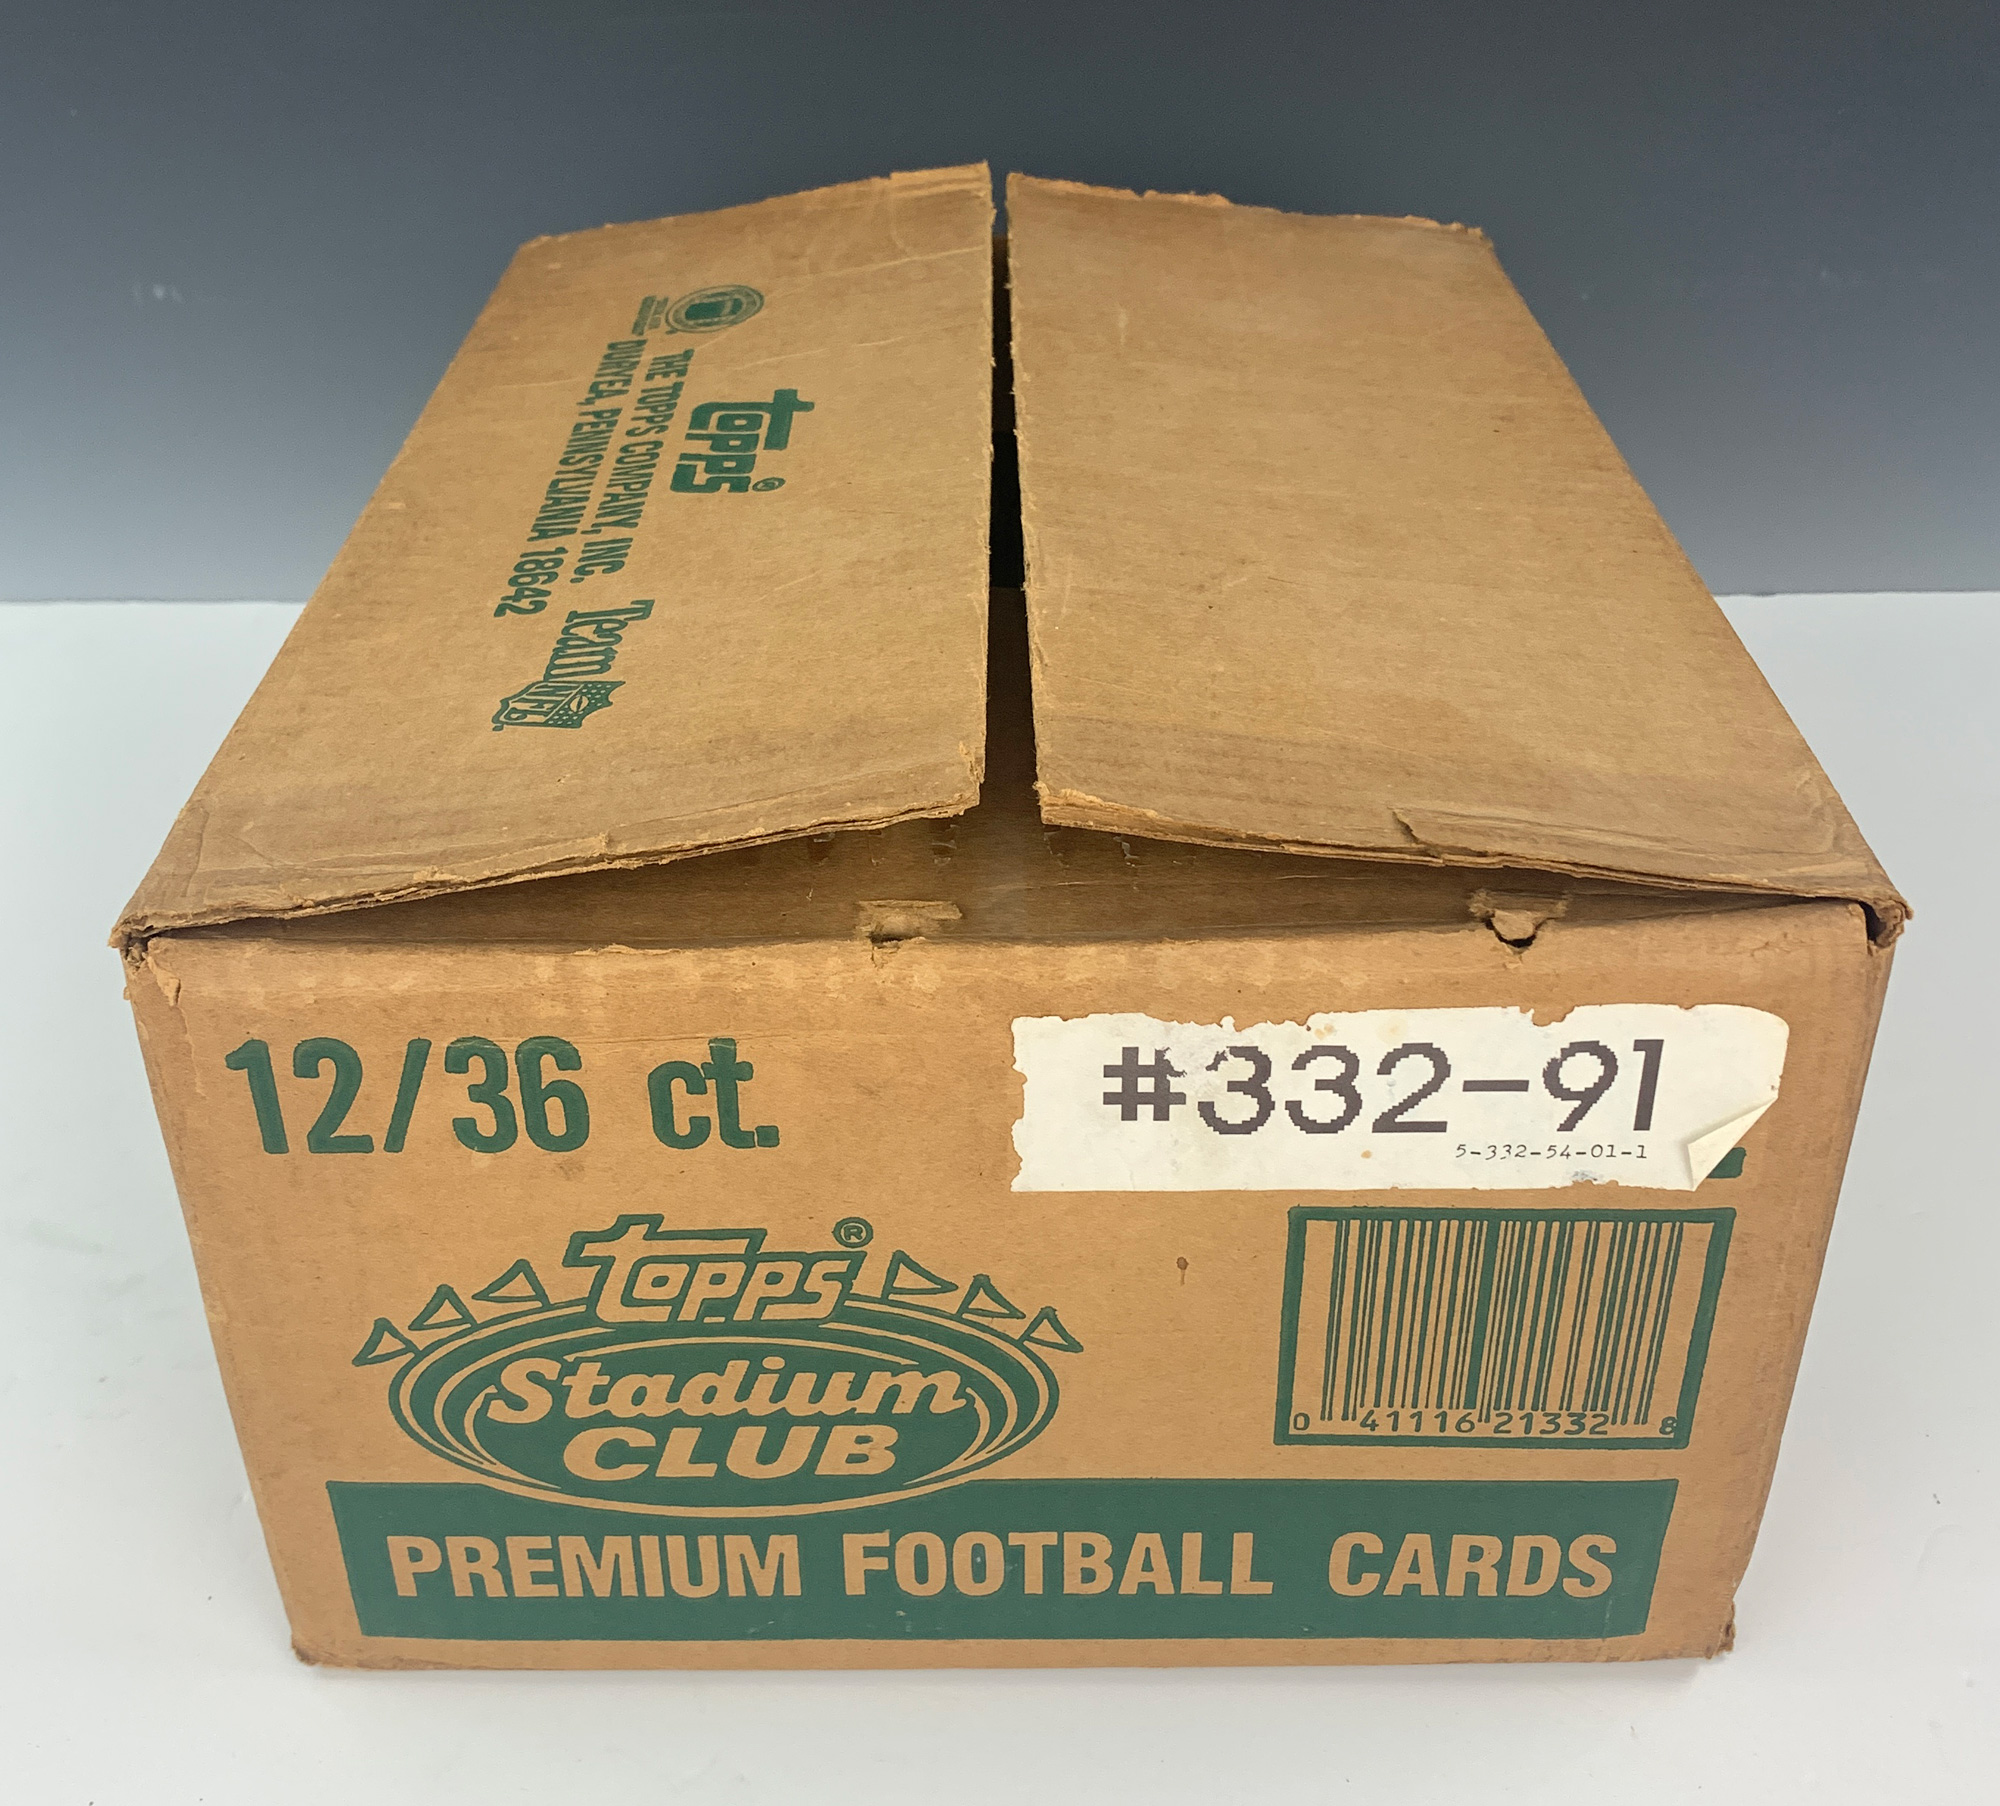 topps®
THE TOPPS COMPANY, INC.
DURYEA, PENNSYLVANIA 18642
Team NFL
12/36 ct.
#332-91
5-332-54-01-1
topps®
Stadium
CLUB
0 41116 21332 8
PREMIUM FOOTBALL CARDS